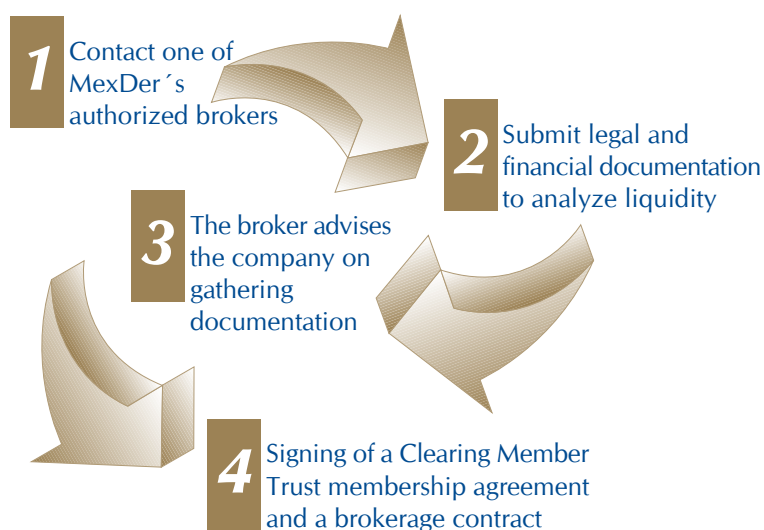 1
Contact one of
MexDer´s
authorized brokers
2
Submit legal and
financial documentation
to analyze liquidity
3
The broker advises
the company on
gathering
documentation
4
Signing of a Clearing Member
Trust membership agreement
and a brokerage contract